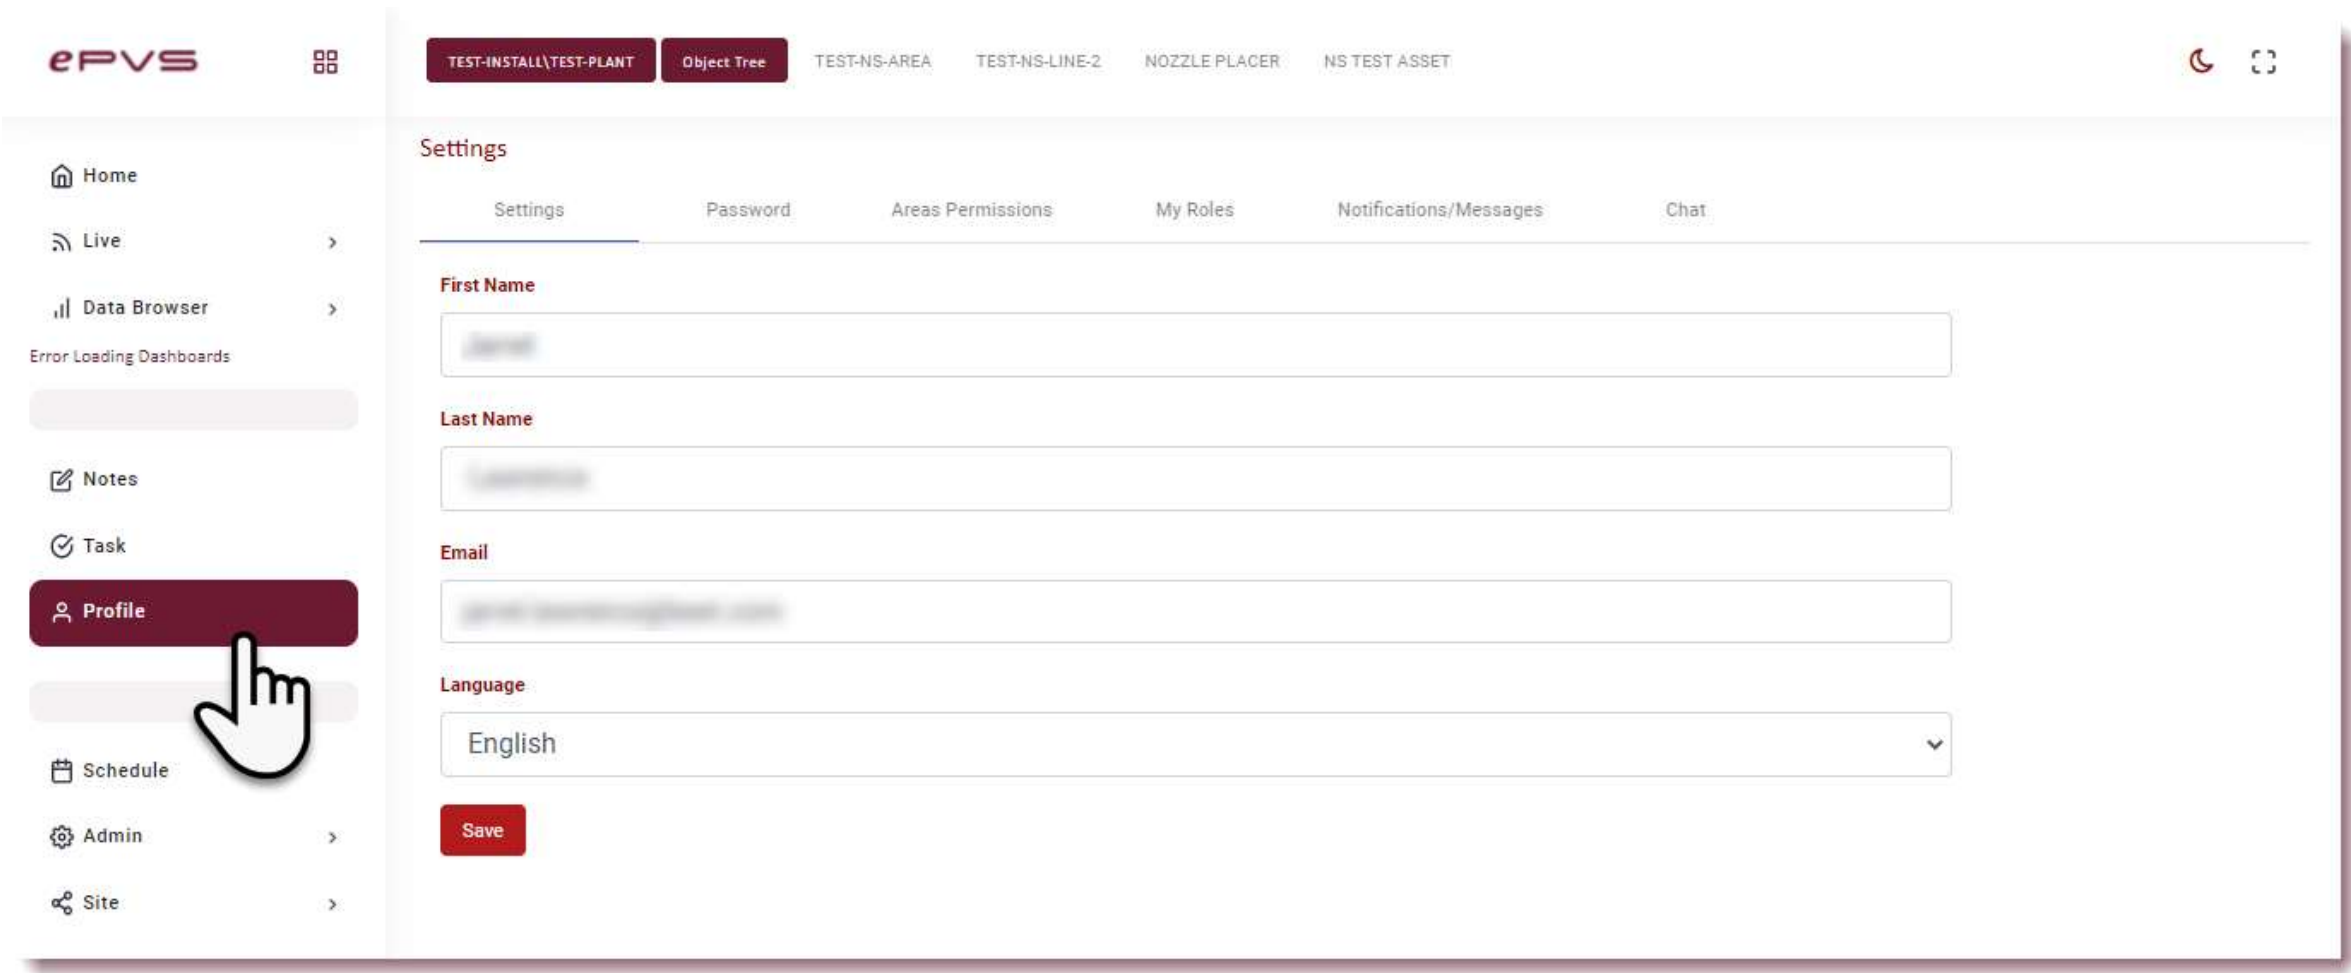 ePVS
TEST-INSTALL\TEST-PLANT
Object Tree
TEST-NS-AREA
TEST-NS-LINE-2
NOZZLE PLACER
NS TEST ASSET
Home
Live
Data Browser
Error Loading Dashboards
Notes
Task
Profile
Schedule
Admin
Site
Settings
Settings
Password
Areas Permissions
My Roles
Notifications/Messages
Chat
First Name
Last Name
Email
Language
English
Save